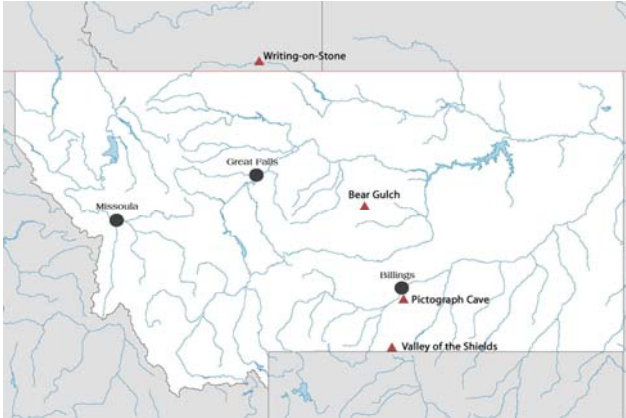 Writing-on-Stone
Great Falls
Bear Gulch
Missoula
Billings
Pictograph Cave
Valley of the Shields